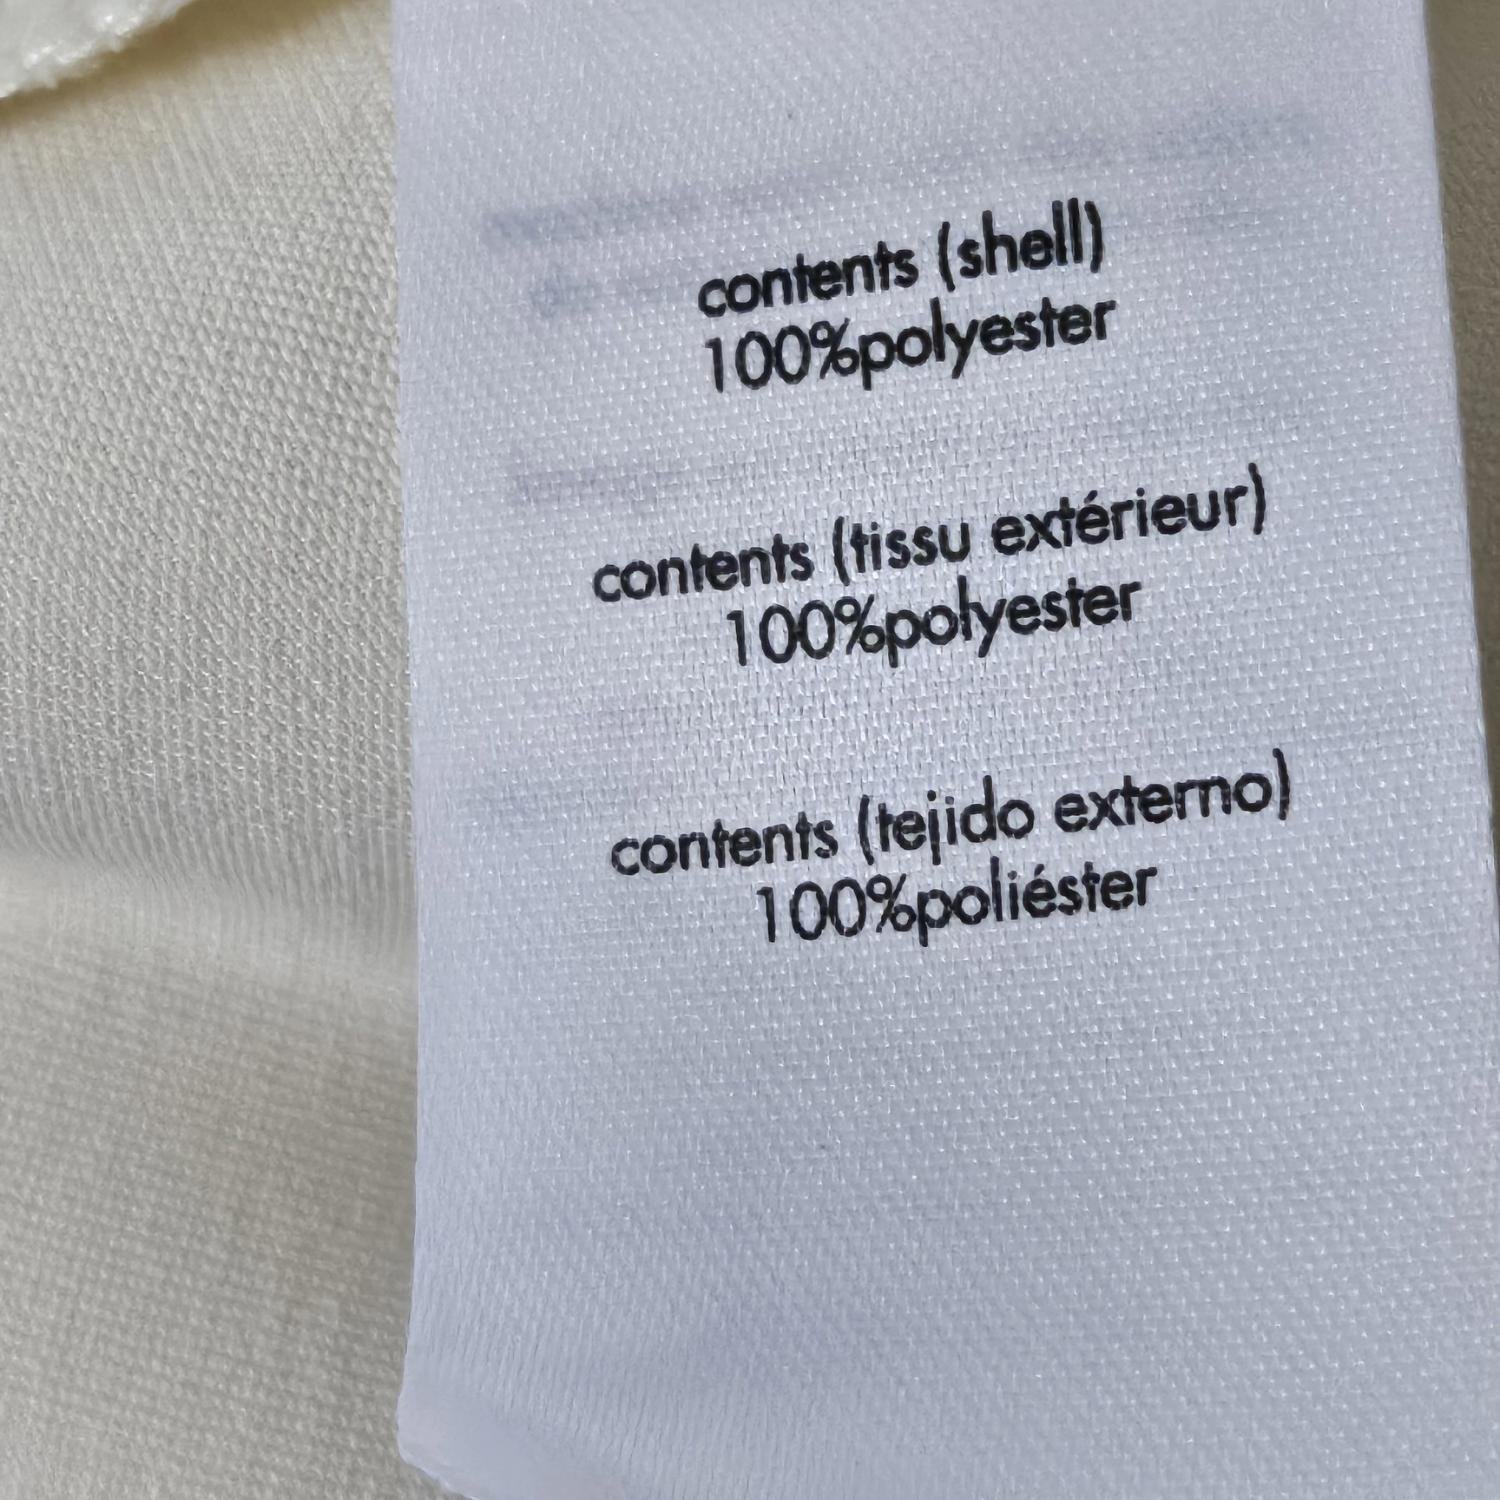 contents (shell)
100%polyester
contents (tissu extérieur)
100%polyester
contents (tejido externo)
100%poliéster